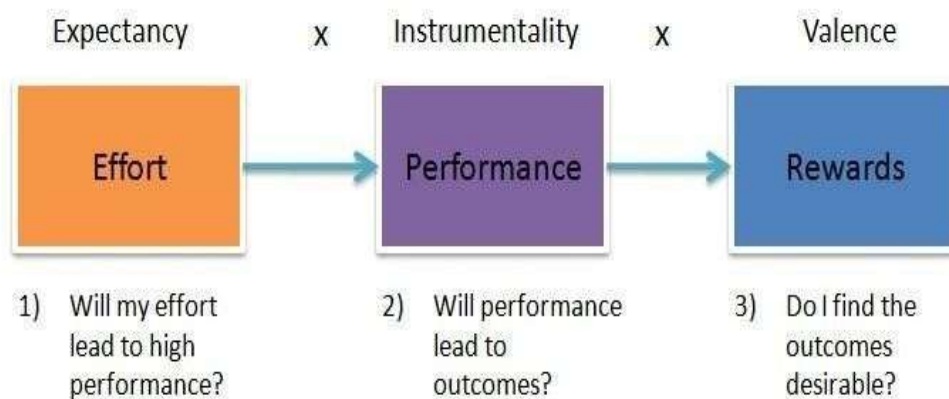 Expectancy x Instrumentality x Valence
Effort Performance Rewards
1) Will my effort
lead to high
performance?
2) Will performance
lead to
outcomes?
3) Do I find the
outcomes
desirable?